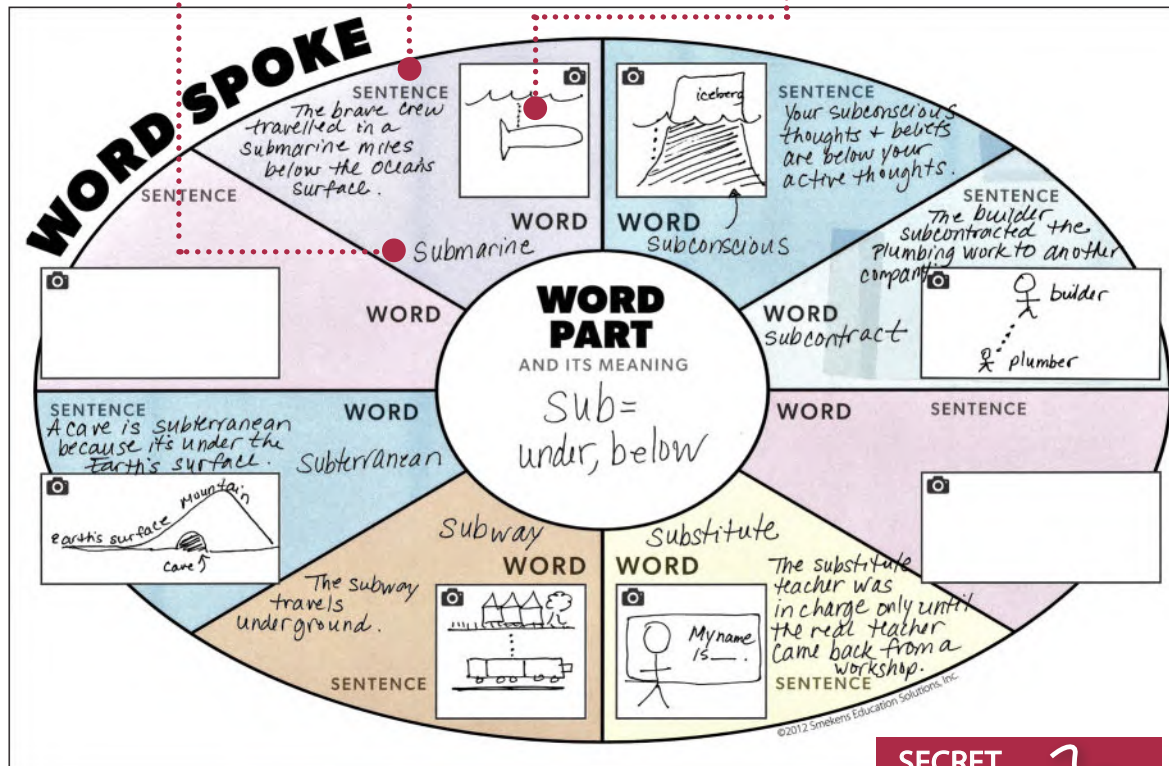 WORD SPOKE
SENTENCE
The brave crew
travelled in a
submarine miles
below the oceans
surface.
WORD
Submarine
iceberg
SENTENCE
Your subconscious
thoughts + beliefs
are below your
active thoughts.
WORD
Subconscious
SENTENCE
The builder
subcontracted the
plumbing work to another
company.
WORD
subcontract
builder
plumber
WORD
SENTENCE
substitute
WORD
The substitute
teacher was
in charge only until
the real teacher
came back from a
workshop.
SENTENCE
My name
is __.
Subway
WORD
The subway
travels
underground.
SENTENCE
SENTENCE
WORD
A cave is subterranean
because it's under the
Earth's surface.
Subterranean
Earth's surface
Mountain
cave
SENTENCE
WORD
WORD
PART
AND ITS MEANING
Sub=
under, below
©2012 Smekens Education Solutions, Inc.
SECRET